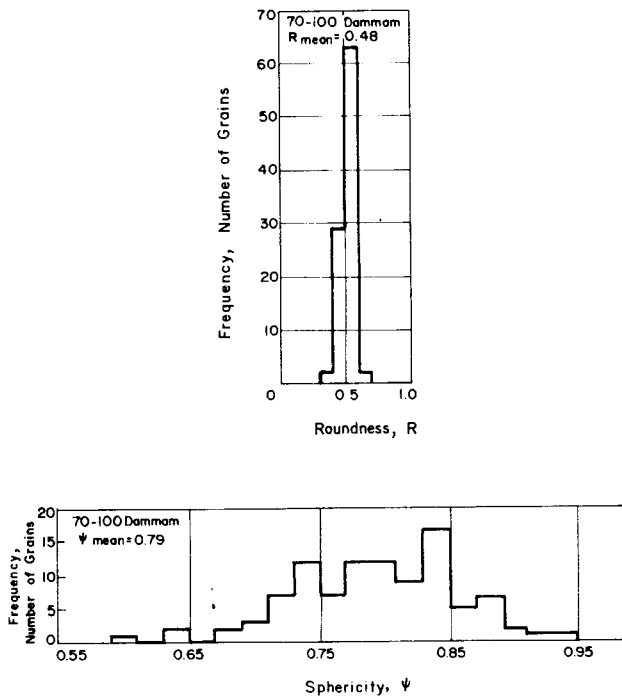 70-100 Dammam
R mean = 0.48
70
60
50
40
30
20
10
0
0.5
1.0
Frequency, Number of Grains
Roundness, R
70-100 Dammam
Ψ mean = 0.79
20
15
10
5
0
0.55
0.65
0.75
0.85
0.95
Frequency,
Number of Grains
Sphericity, Ψ